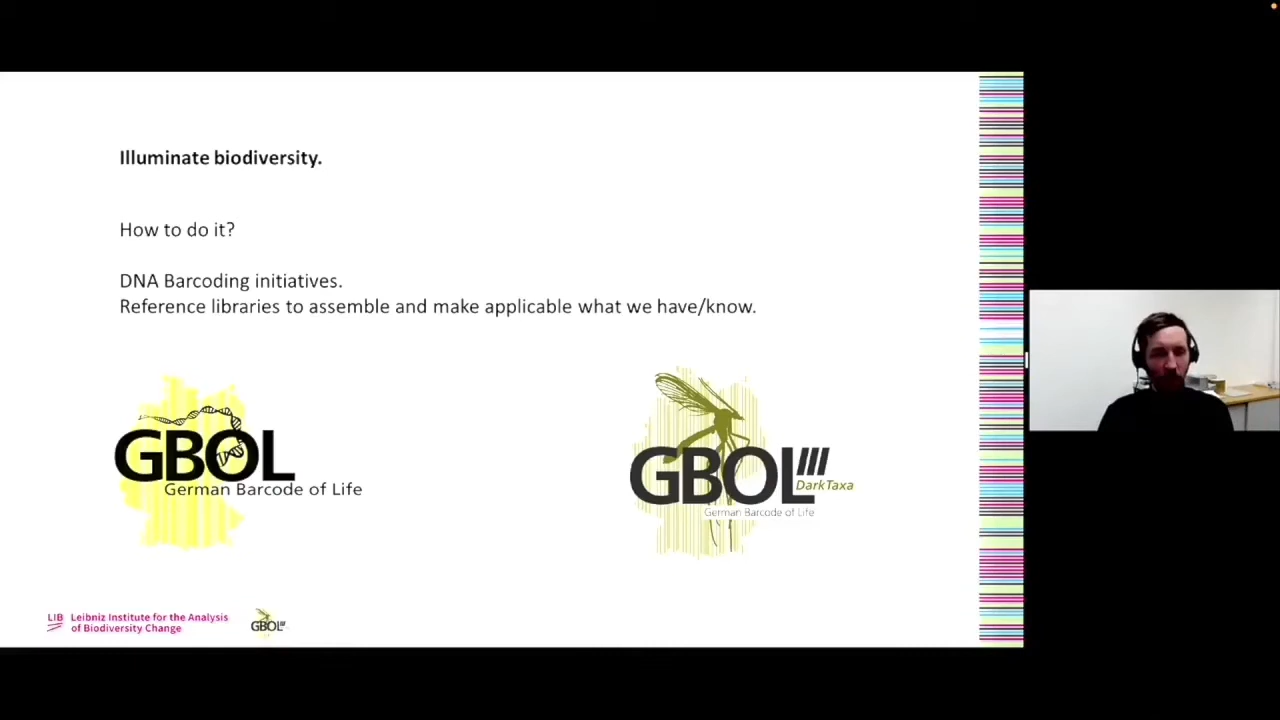 Illuminate biodiversity.
How to do it?
DNA Barcoding initiatives.
Reference libraries to assemble and make applicable what we have/know.
GBOL
German Barcode of Life
GBOL III
DarkTaxa
German Barcode of Life
LIB Leibniz Institute for the Analysis
of Biodiversity Change
GBOL III